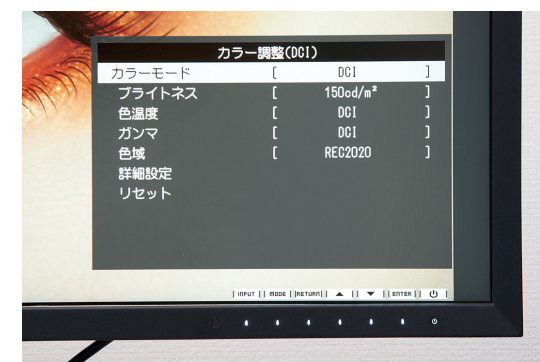 カラー調整(DCI)
カラーモード [ DCI ]
ブライトネス [ 150cd/m² ]
色温度 [ DCI ]
ガンマ [ DCI ]
色域 [ REC2020 ]
詳細設定
リセット
INPUT MODE RETURN ▲ ▼ ENTER